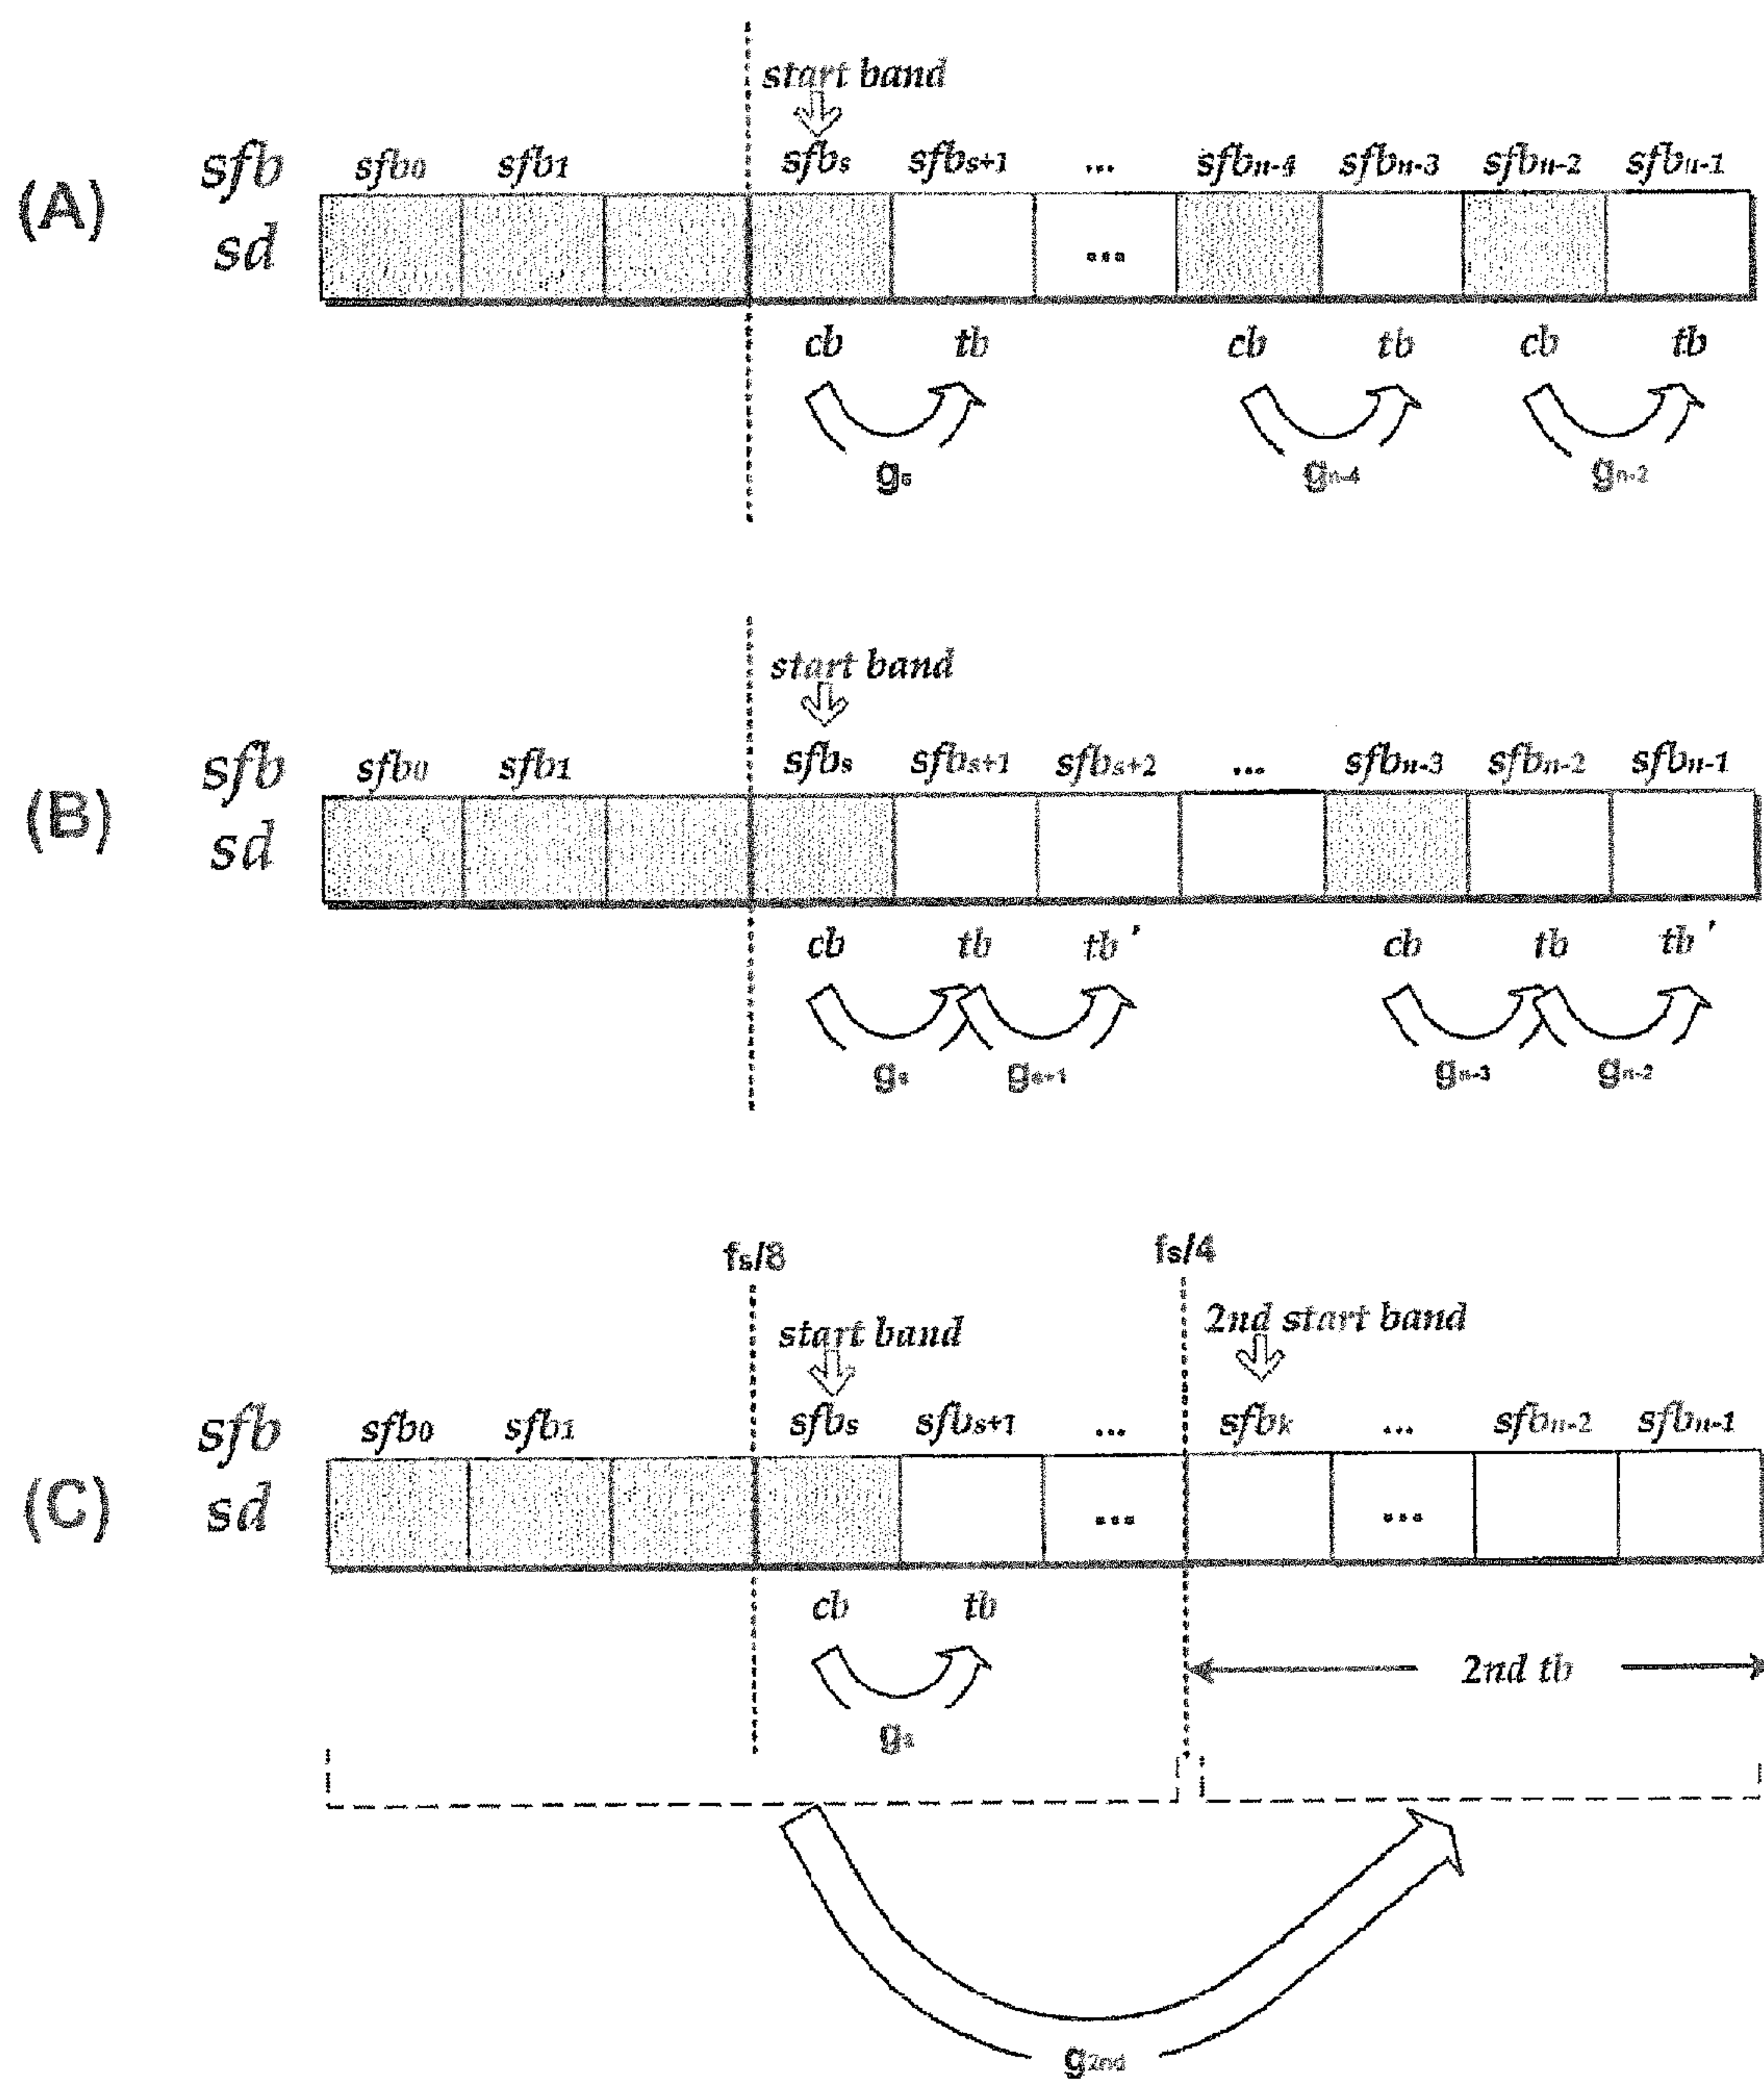 start band
sfb sfb0 sfb1 sfbs sfbs+1 ... sfbn-4 sfbn-3 sfbn-2 sfbn-1
(A)
sd ...
cb tb cb tb cb tb
gs gn-4 gn-2
start band
sfb sfb0 sfb1 sfbs sfbs+1 sfbs+2 ... sfbn-3 sfbn-2 sfbn-1
(B)
sd
cb tb tb' cb tb tb'
gs gs+1 gn-3 gn-2
fs/8 fs/4
start band 2nd start band
sfb sfb0 sfb1 sfbs sfbs+1 ... sfbk ... sfbn-2 sfbn-1
(C)
sd ... ...
cb tb
2nd tb
gs
g2nd